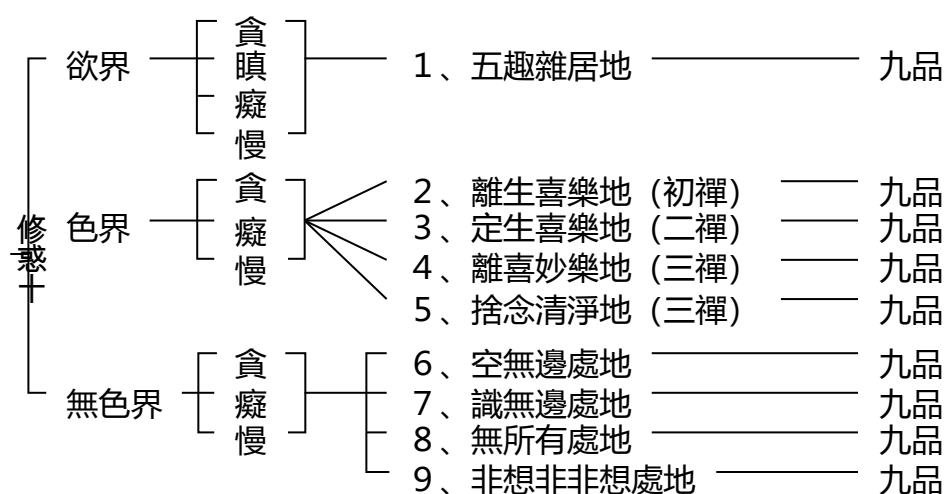 修惑十
欲界
貪
瞋
癡
慢
1、五趣雜居地 九品
色界
貪
癡
慢
2、離生喜樂地（初禪） 九品
3、定生喜樂地（二禪） 九品
4、離喜妙樂地（三禪） 九品
5、捨念清淨地（三禪） 九品
無色界
貪
癡
慢
6、空無邊處地 九品
7、識無邊處地 九品
8、無所有處地 九品
9、非想非非想處地 九品